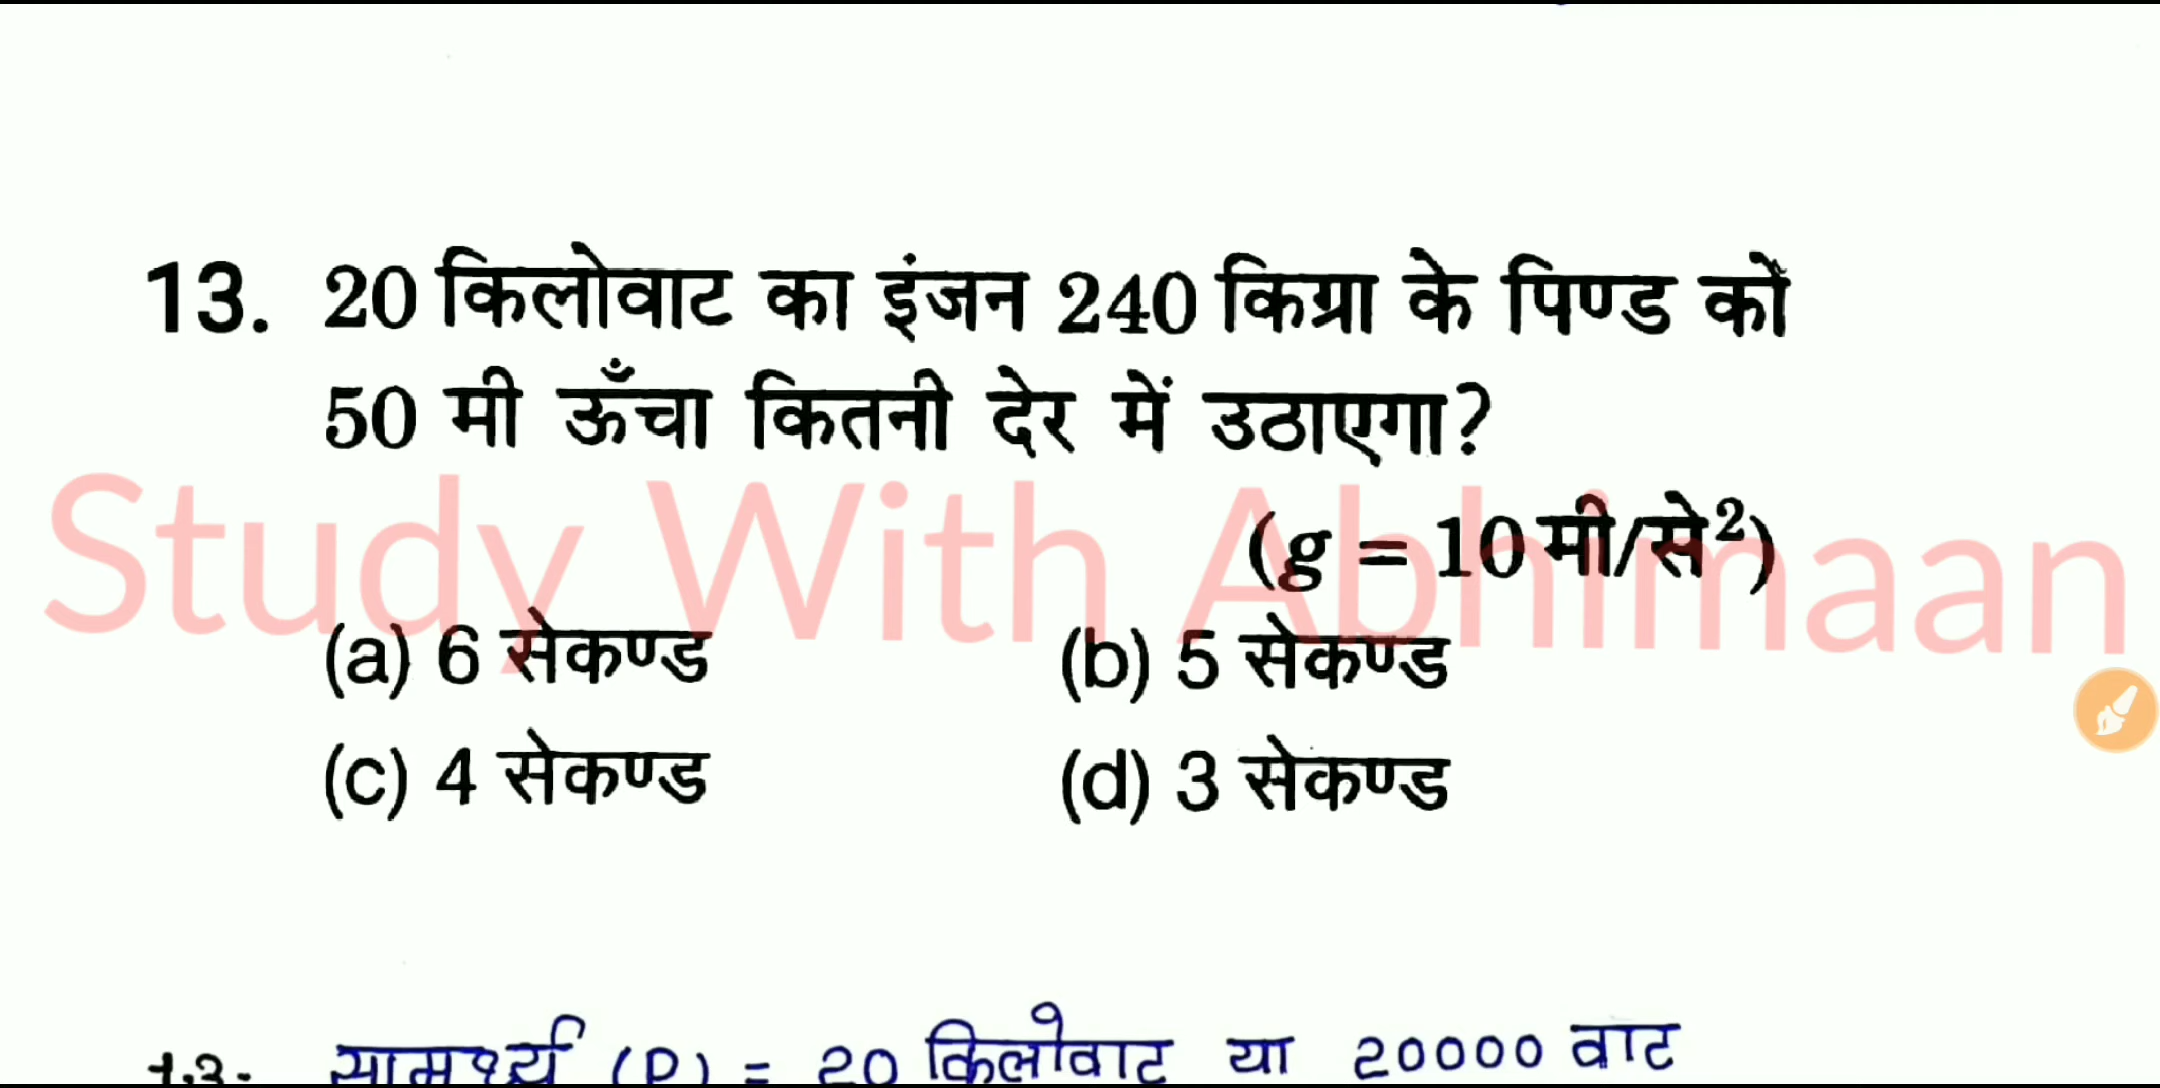 13. 20 किलोवाट का इंजन 240 किग्रा के पिण्ड को
50 मी ऊँचा कितनी देर में उठाएगा?
(g = 10 मी/से²)
Study With Abhimaan
(a) 6 सेकण्ड (b) 5 सेकण्ड
(c) 4 सेकण्ड (d) 3 सेकण्ड
13. सामर्थ्य (P) = 20 किलोवाट या 20000 वाट